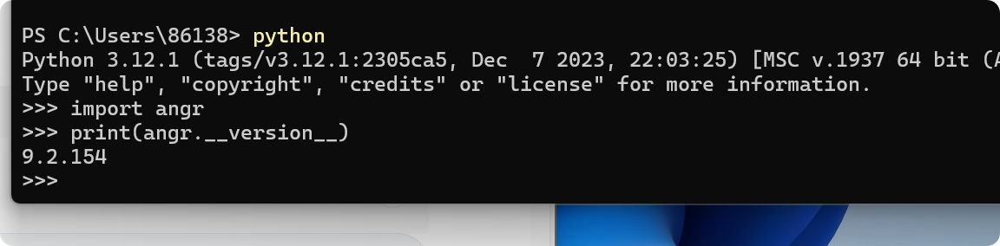 PS C:\Users\86138> python
Python 3.12.1 (tags/v3.12.1:2305ca5, Dec  7 2023, 22:03:25) [MSC v.1937 64 bit (
Type "help", "copyright", "credits" or "license" for more information.
>>> import angr
>>> print(angr.__version__)
9.2.154
>>>